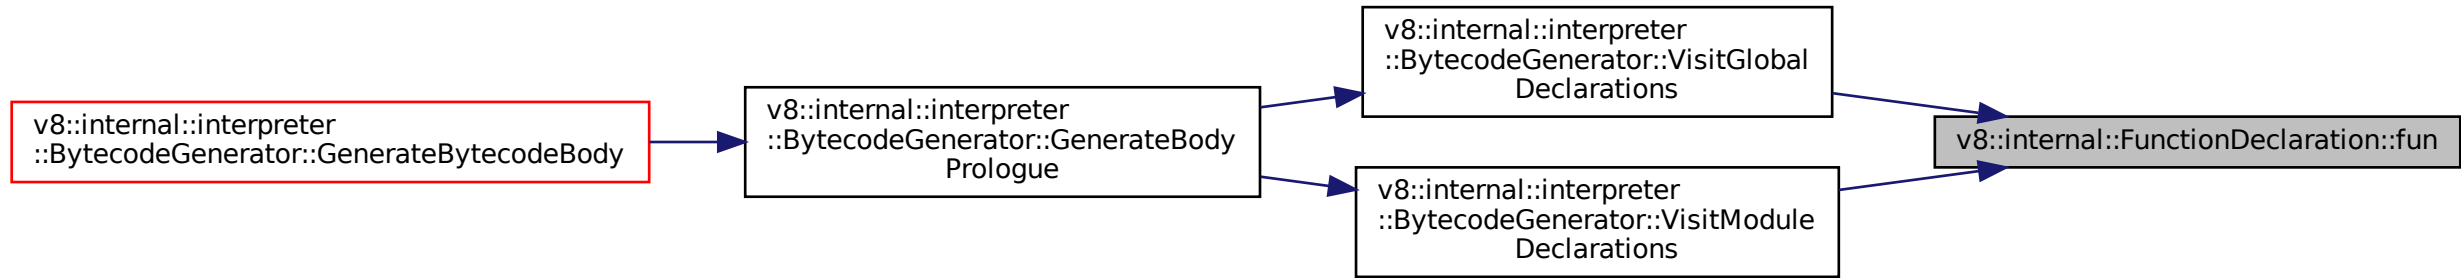 v8::internal::interpreter
::BytecodeGenerator::GenerateBytecodeBody
v8::internal::interpreter
::BytecodeGenerator::GenerateBody
Prologue
v8::internal::interpreter
::BytecodeGenerator::VisitGlobal
Declarations
v8::internal::interpreter
::BytecodeGenerator::VisitModule
Declarations
v8::internal::FunctionDeclaration::fun